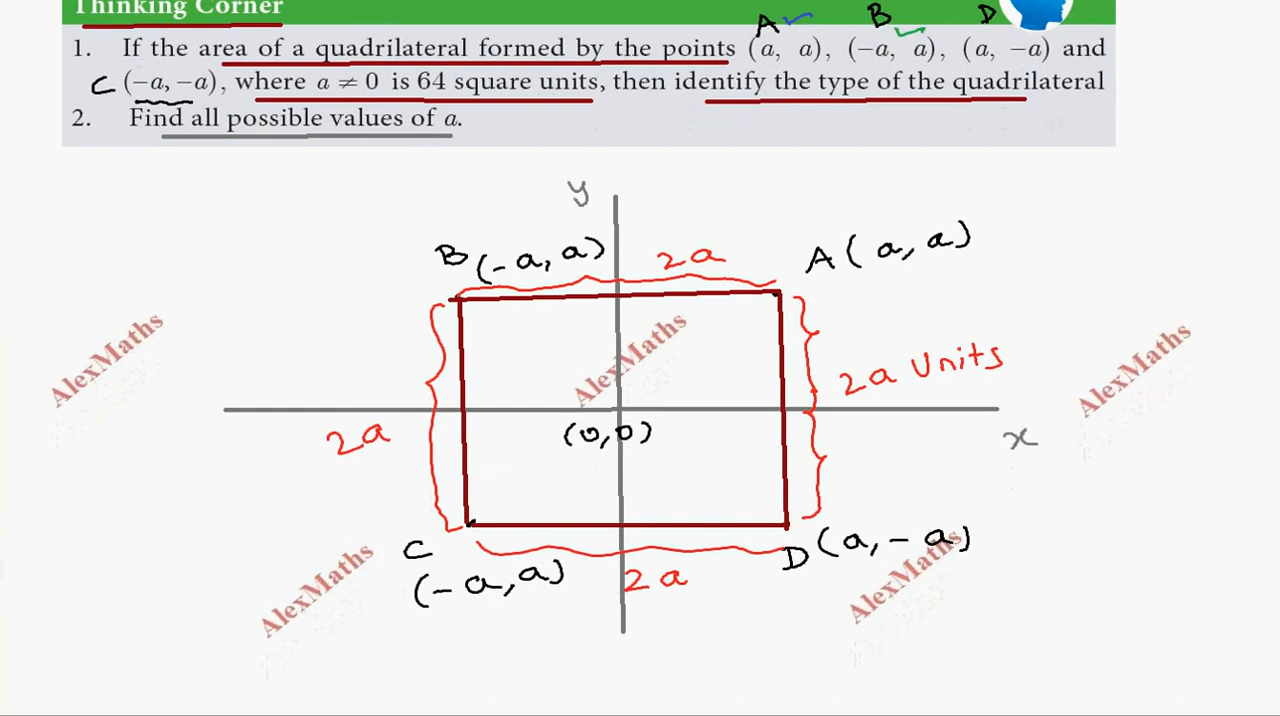 Thinking Corner
A B D
1. If the area of a quadrilateral formed by the points (a, a), (−a, a), (a, −a) and
C (−a, −a), where a ≠ 0 is 64 square units, then identify the type of the quadrilateral
2. Find all possible values of a.
y
B (-a, a) 2a A (a, a)
AlexMaths AlexMaths AlexMaths
2a Units
2a (0,0) x
C D (a, - a)
(- a, a) 2a
AlexMaths AlexMaths